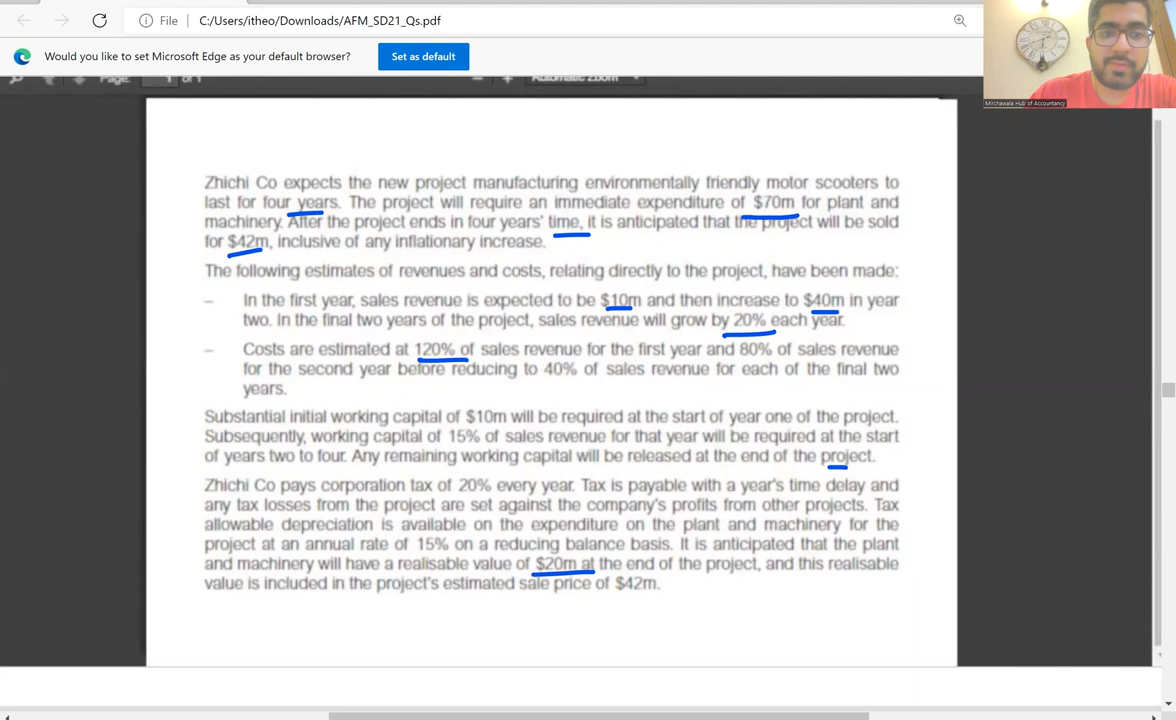 File C:/Users/itheo/Downloads/AFM_SD21_Qs.pdf
Would you like to set Microsoft Edge as your default browser? Set as default
Page: 1 of 1 Automatic Zoom
Mirchawala Hub of Accountancy
Zhichi Co expects the new project manufacturing environmentally friendly motor scooters to
last for four years. The project will require an immediate expenditure of $70m for plant and
machinery. After the project ends in four years' time, it is anticipated that the project will be sold
for $42m, inclusive of any inflationary increase.
The following estimates of revenues and costs, relating directly to the project, have been made:
– In the first year, sales revenue is expected to be $10m and then increase to $40m in year
two. In the final two years of the project, sales revenue will grow by 20% each year.
– Costs are estimated at 120% of sales revenue for the first year and 80% of sales revenue
for the second year before reducing to 40% of sales revenue for each of the final two
years.
Substantial initial working capital of $10m will be required at the start of year one of the project.
Subsequently, working capital of 15% of sales revenue for that year will be required at the start
of years two to four. Any remaining working capital will be released at the end of the project.
Zhichi Co pays corporation tax of 20% every year. Tax is payable with a year's time delay and
any tax losses from the project are set against the company's profits from other projects. Tax
allowable depreciation is available on the expenditure on the plant and machinery for the
project at an annual rate of 15% on a reducing balance basis. It is anticipated that the plant
and machinery will have a realisable value of $20m at the end of the project, and this realisable
value is included in the project's estimated sale price of $42m.